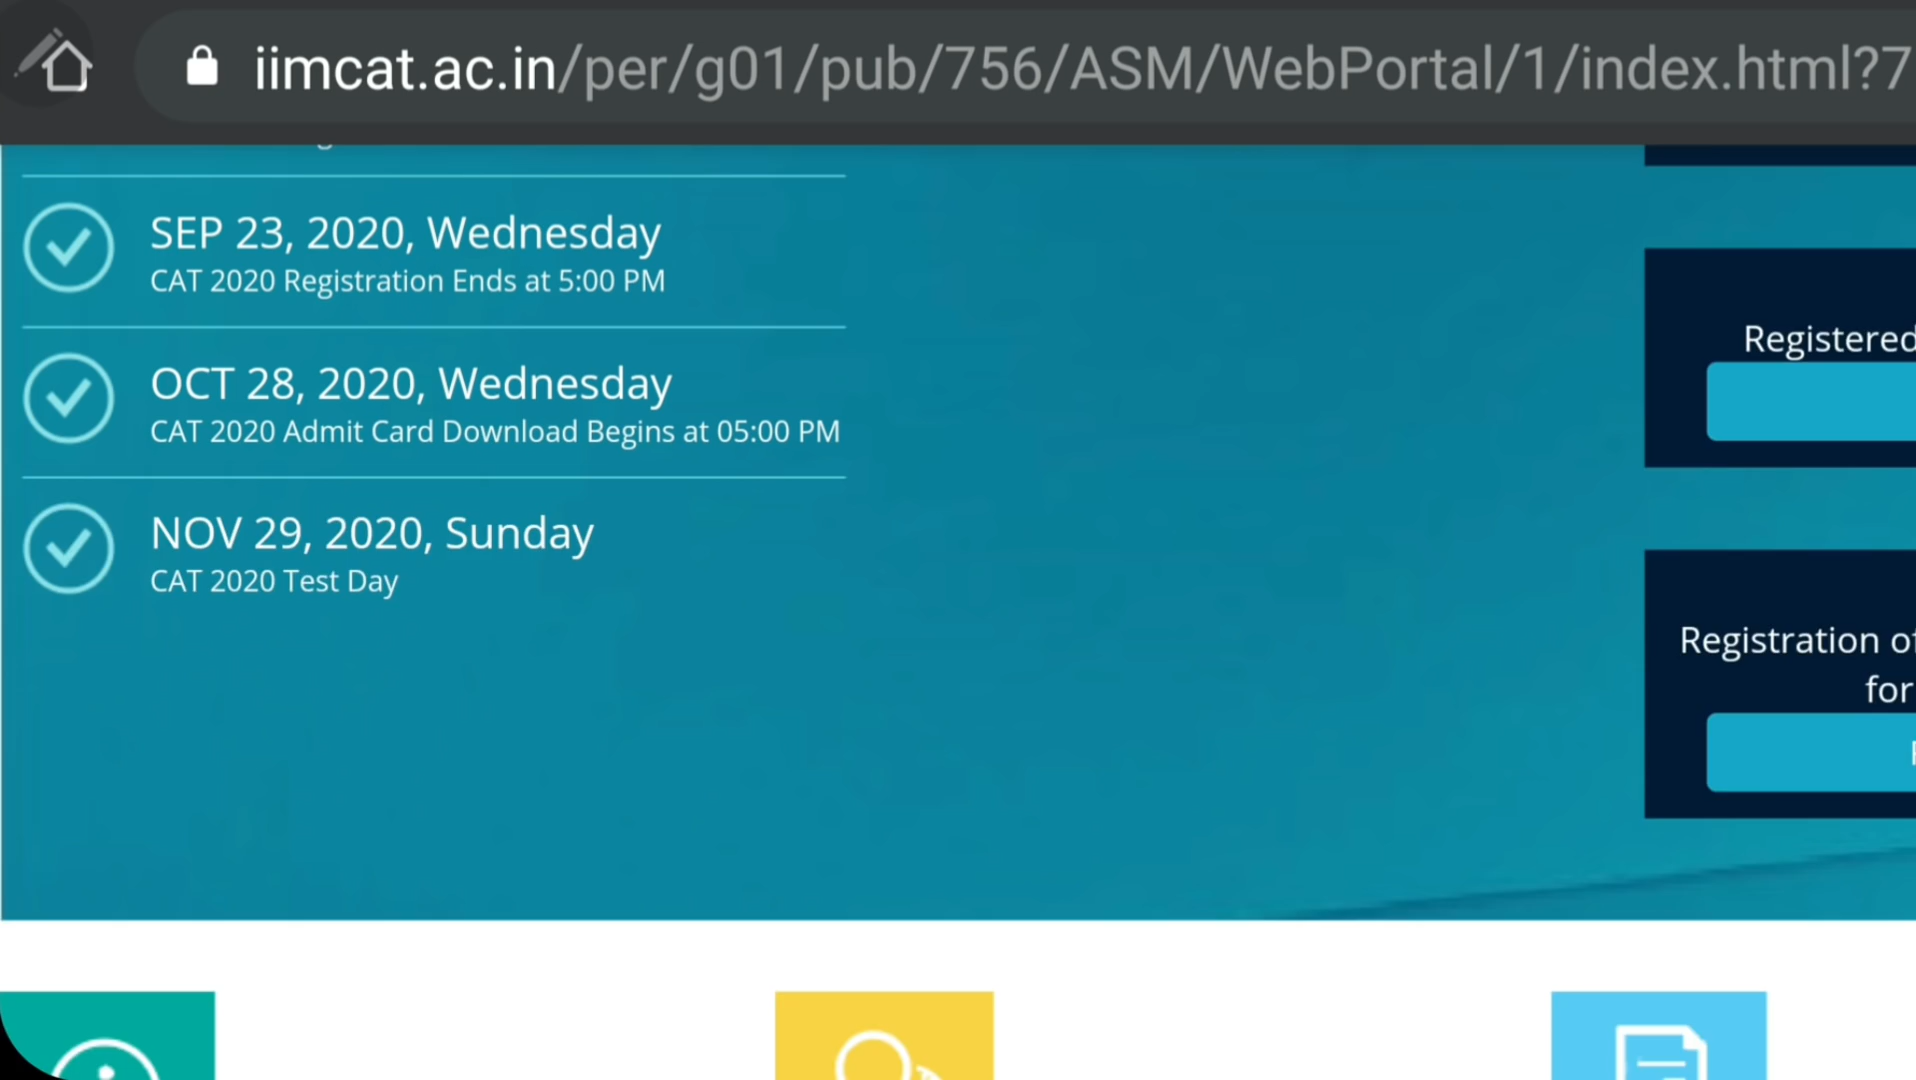 iimcat.ac.in/per/g01/pub/756/ASM/WebPortal/1/index.html?7
SEP 23, 2020, Wednesday
CAT 2020 Registration Ends at 5:00 PM
OCT 28, 2020, Wednesday
CAT 2020 Admit Card Download Begins at 05:00 PM
NOV 29, 2020, Sunday
CAT 2020 Test Day
Registered
Registration of
for